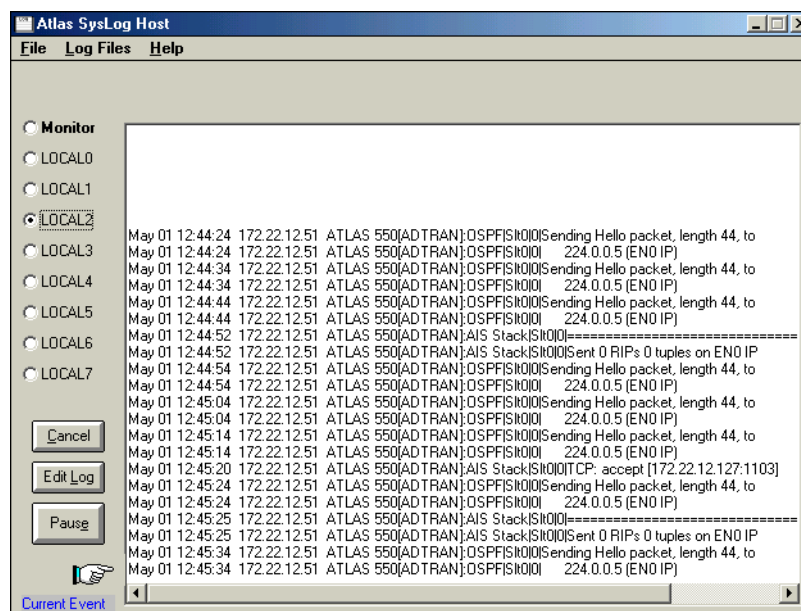 Atlas SysLog Host
File Log Files Help
Monitor
LOCAL0
LOCAL1
LOCAL2
LOCAL3
LOCAL4
LOCAL5
LOCAL6
LOCAL7
Cancel
Edit Log
Pause
Current Event
May 01 12:44:24 172.22.12.51 ATLAS 550[ADTRAN]:OSPF|Slt0|0|Sending Hello packet, length 44, to
May 01 12:44:24 172.22.12.51 ATLAS 550[ADTRAN]:OSPF|Slt0|0| 224.0.0.5 (EN0 IP)
May 01 12:44:34 172.22.12.51 ATLAS 550[ADTRAN]:OSPF|Slt0|0|Sending Hello packet, length 44, to
May 01 12:44:34 172.22.12.51 ATLAS 550[ADTRAN]:OSPF|Slt0|0| 224.0.0.5 (EN0 IP)
May 01 12:44:44 172.22.12.51 ATLAS 550[ADTRAN]:OSPF|Slt0|0|Sending Hello packet, length 44, to
May 01 12:44:44 172.22.12.51 ATLAS 550[ADTRAN]:OSPF|Slt0|0| 224.0.0.5 (EN0 IP)
May 01 12:44:52 172.22.12.51 ATLAS 550[ADTRAN]:AIS Stack|Slt0|0|==============================
May 01 12:44:52 172.22.12.51 ATLAS 550[ADTRAN]:AIS Stack|Slt0|0|Sent 0 RIPs 0 tuples on EN0 IP
May 01 12:44:54 172.22.12.51 ATLAS 550[ADTRAN]:OSPF|Slt0|0|Sending Hello packet, length 44, to
May 01 12:44:54 172.22.12.51 ATLAS 550[ADTRAN]:OSPF|Slt0|0| 224.0.0.5 (EN0 IP)
May 01 12:45:04 172.22.12.51 ATLAS 550[ADTRAN]:OSPF|Slt0|0|Sending Hello packet, length 44, to
May 01 12:45:04 172.22.12.51 ATLAS 550[ADTRAN]:OSPF|Slt0|0| 224.0.0.5 (EN0 IP)
May 01 12:45:14 172.22.12.51 ATLAS 550[ADTRAN]:OSPF|Slt0|0|Sending Hello packet, length 44, to
May 01 12:45:14 172.22.12.51 ATLAS 550[ADTRAN]:OSPF|Slt0|0| 224.0.0.5 (EN0 IP)
May 01 12:45:20 172.22.12.51 ATLAS 550[ADTRAN]:AIS Stack|Slt0|0|TCP: accept [172.22.12.127:1103]
May 01 12:45:24 172.22.12.51 ATLAS 550[ADTRAN]:OSPF|Slt0|0|Sending Hello packet, length 44, to
May 01 12:45:24 172.22.12.51 ATLAS 550[ADTRAN]:OSPF|Slt0|0| 224.0.0.5 (EN0 IP)
May 01 12:45:25 172.22.12.51 ATLAS 550[ADTRAN]:AIS Stack|Slt0|0|==============================
May 01 12:45:25 172.22.12.51 ATLAS 550[ADTRAN]:AIS Stack|Slt0|0|Sent 0 RIPs 0 tuples on EN0 IP
May 01 12:45:34 172.22.12.51 ATLAS 550[ADTRAN]:OSPF|Slt0|0|Sending Hello packet, length 44, to
May 01 12:45:34 172.22.12.51 ATLAS 550[ADTRAN]:OSPF|Slt0|0| 224.0.0.5 (EN0 IP)